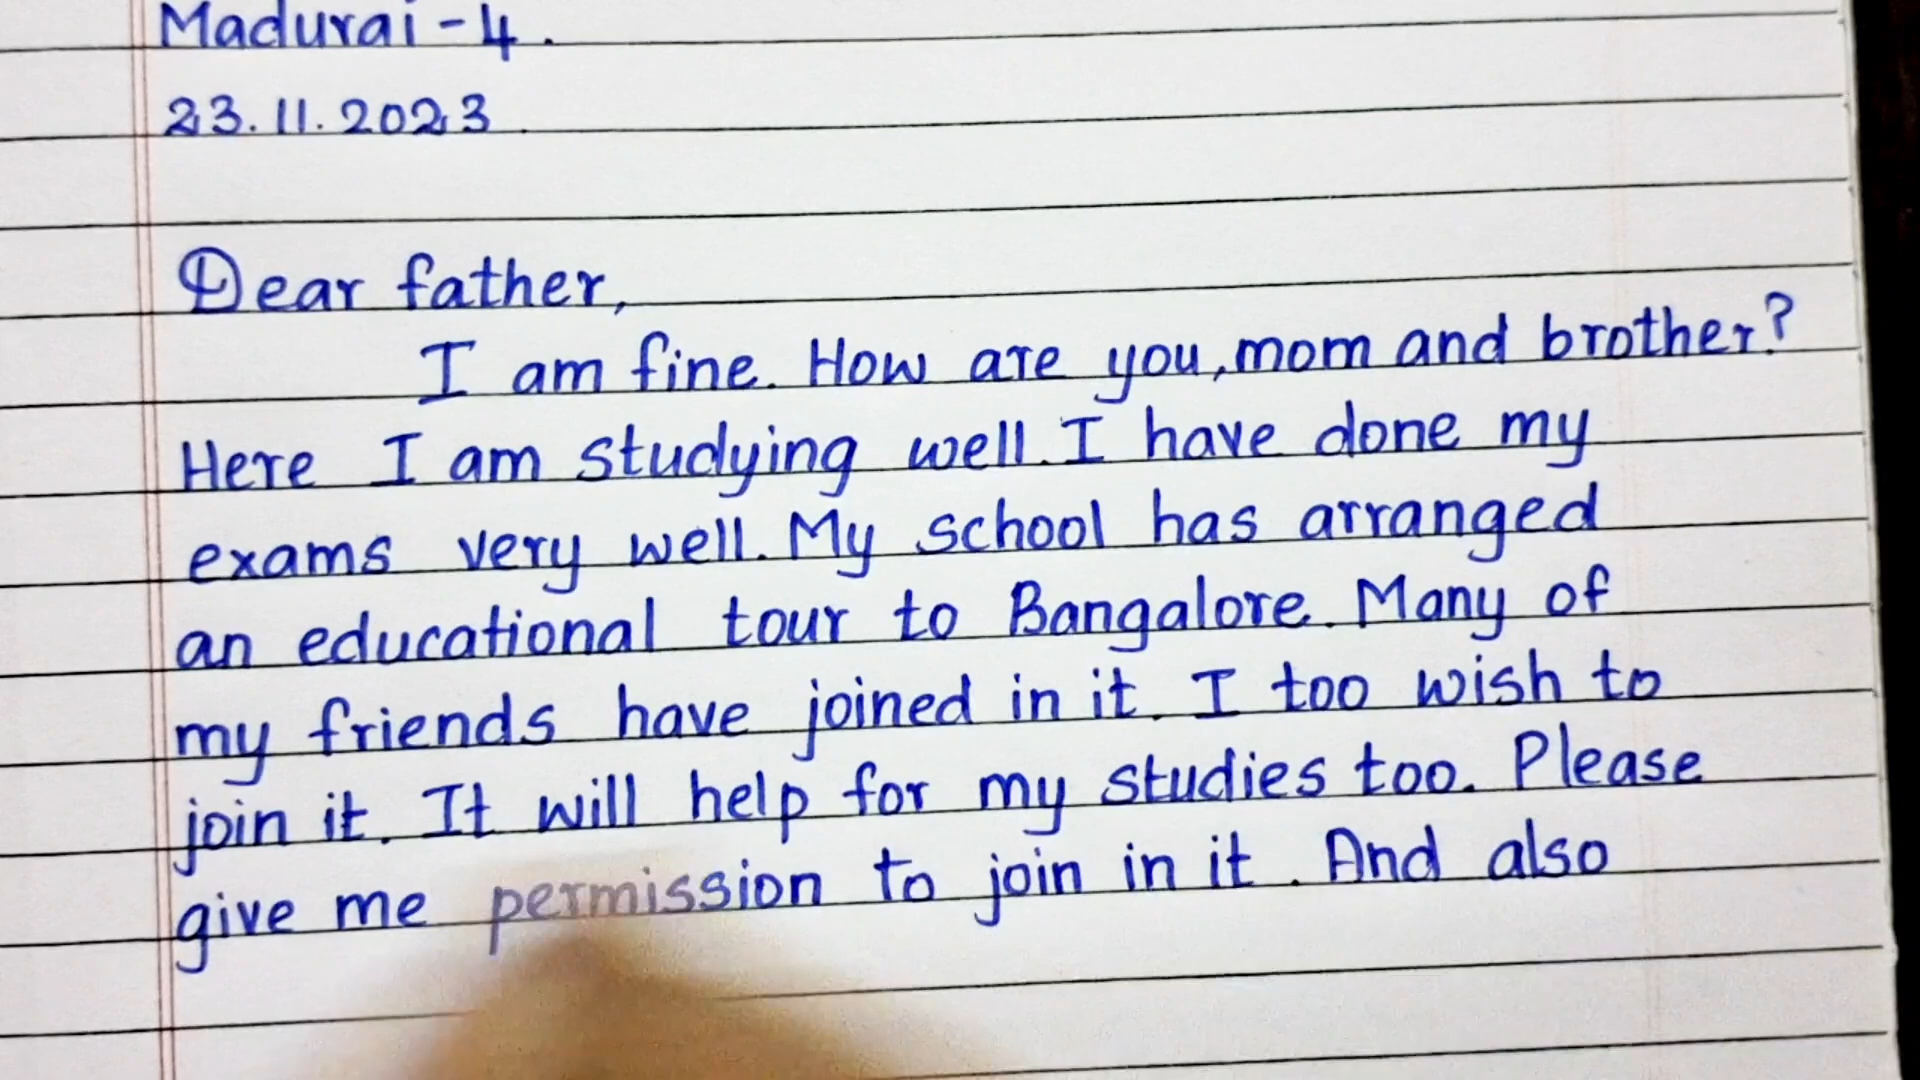 Madurai - 4.
23.11.2023
Dear father,
I am fine. How are you, mom and brother?
Here I am studying well. I have done my
exams very well. My school has arranged
an educational tour to Bangalore. Many of
my friends have joined in it. I too wish to
join it. It will help for my studies too. Please
give me permission to join in it. And also